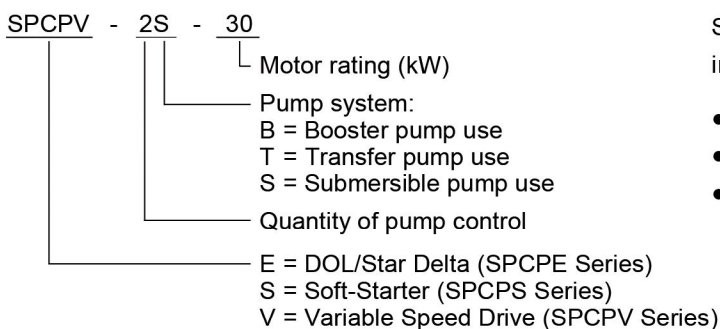 SPCPV - 2S - 30
Motor rating (kW)
Pump system:
B = Booster pump use
T = Transfer pump use
S = Submersible pump use
Quantity of pump control
E = DOL/Star Delta (SPCPE Series)
S = Soft-Starter (SPCPS Series)
V = Variable Speed Drive (SPCPV Series)